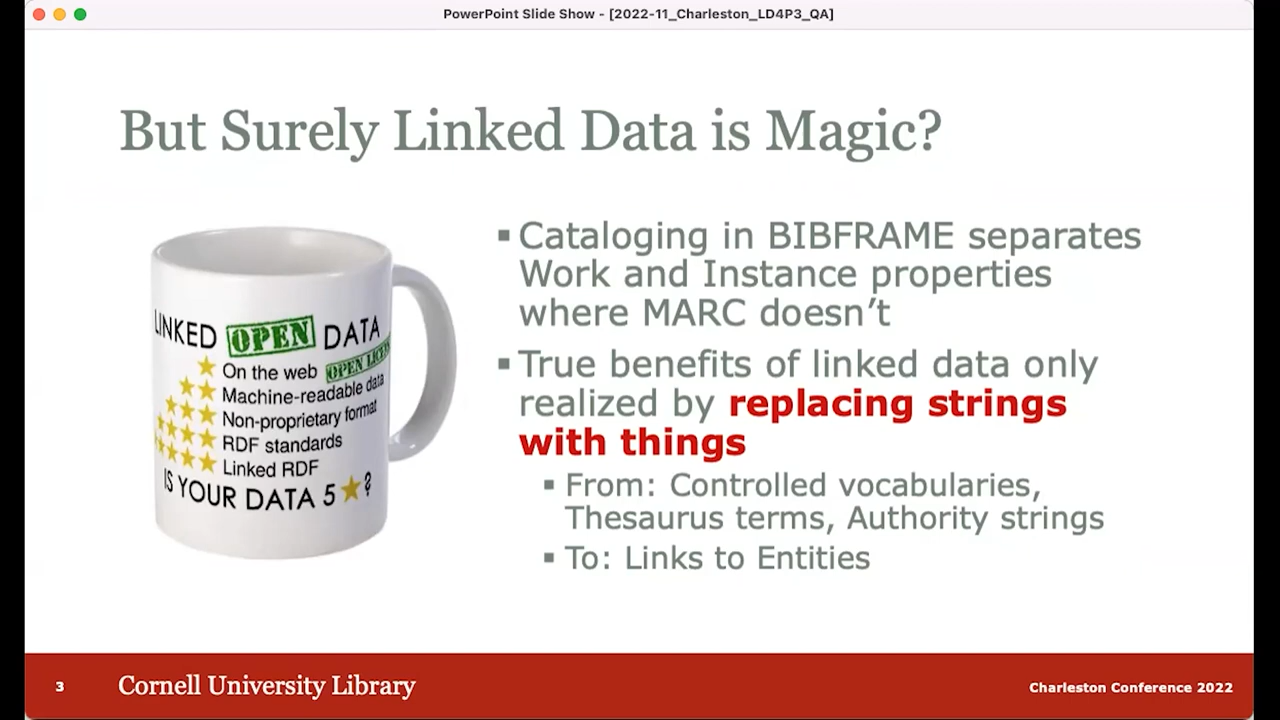 PowerPoint Slide Show - [2022-11_Charleston_LD4P3_QA]
But Surely Linked Data is Magic?
LINKED OPEN DATA
On the web OPEN LICEN
Machine-readable data
Non-proprietary format
RDF standards
Linked RDF
IS YOUR DATA 5★?
▪ Cataloging in BIBFRAME separates
Work and Instance properties
where MARC doesn’t
▪ True benefits of linked data only
realized by replacing strings
with things
▪ From: Controlled vocabularies,
Thesaurus terms, Authority strings
▪ To: Links to Entities
3 Cornell University Library
Charleston Conference 2022